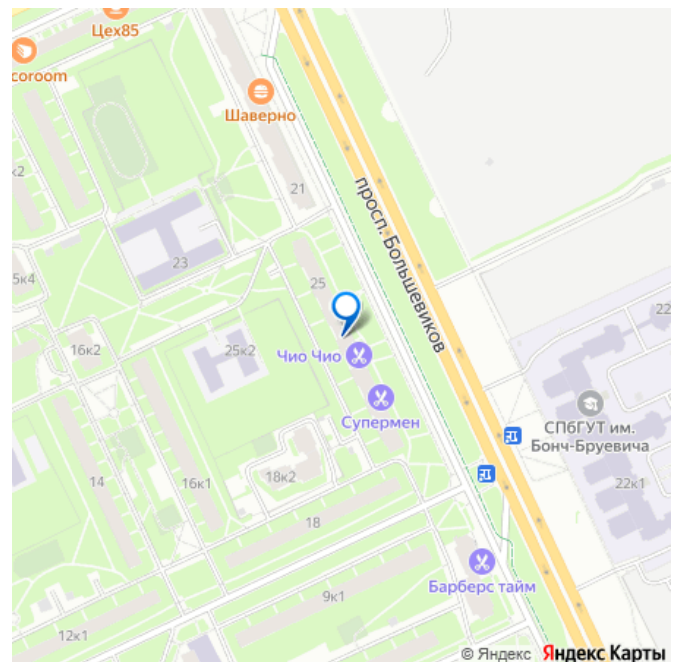 Цех85
coroom
Шаверно
к2
21
просп. Большевиков
23
5к4
25
22
16к2
25к2
Чио Чио
Супермен
СПбГУТ им.
Бонч-Бруевича
14
16к1
18к2
22к1
18
Барберс тайм
9к1
12к1
© Яндекс Яндекс Карты